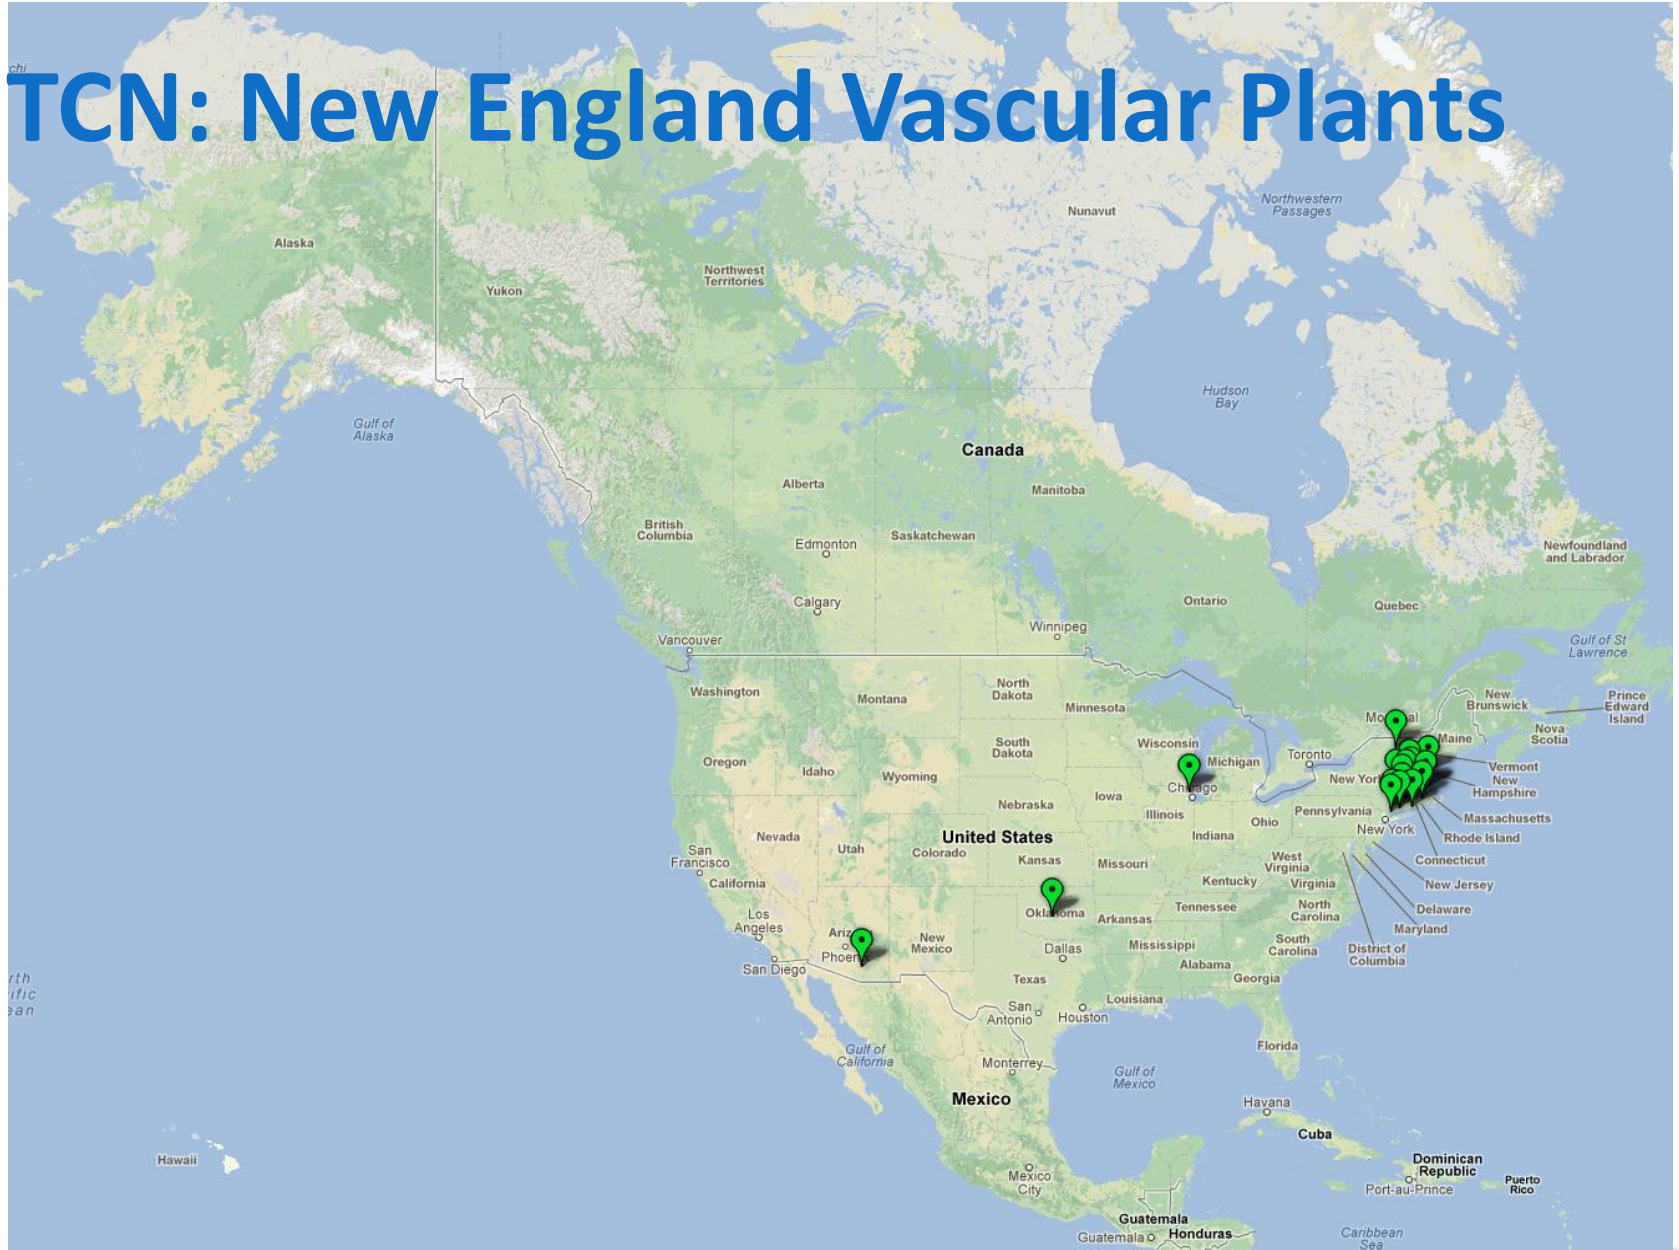 TCN: New England Vascular Plants
Nunavut
Northwestern
Passages
Alaska
Northwest
Territories
Yukon
Hudson
Bay
Gulf of
Alaska
Canada
Alberta
Manitoba
British
Columbia
Saskatchewan
Edmonton
Newfoundland
and Labrador
Calgary
Ontario
Quebec
Winnipeg
Vancouver
Gulf of St
Lawrence
Washington
Montana
North
Dakota
Minnesota
New
Brunswick
Prince
Edward
Island
Nova
Scotia
Maine
Wisconsin
South
Dakota
Toronto
Michigan
Oregon
Idaho
Wyoming
Vermont
New York
New
Hampshire
Iowa
Nebraska
Illinois
Pennsylvania
Massachusetts
Ohio
New York
Indiana
Rhode Island
United States
Nevada
Utah
Colorado
Kansas
Missouri
West
Virginia
Connecticut
San
Francisco
California
Kentucky
Virginia
New Jersey
Tennessee
North
Carolina
Delaware
Los
Angeles
Arkansas
Maryland
New
Mexico
Dallas
Mississippi
South
Carolina
District of
Columbia
San Diego
Alabama
Georgia
Texas
Louisiana
San
Antonio
Houston
Florida
Gulf of
California
Monterrey
Gulf of
Mexico
Mexico
Havana
Cuba
Hawaii
Dominican
Republic
Mexico
City
Port-au-Prince
Puerto
Rico
Guatemala
Honduras
Guatemala
Caribbean
Sea